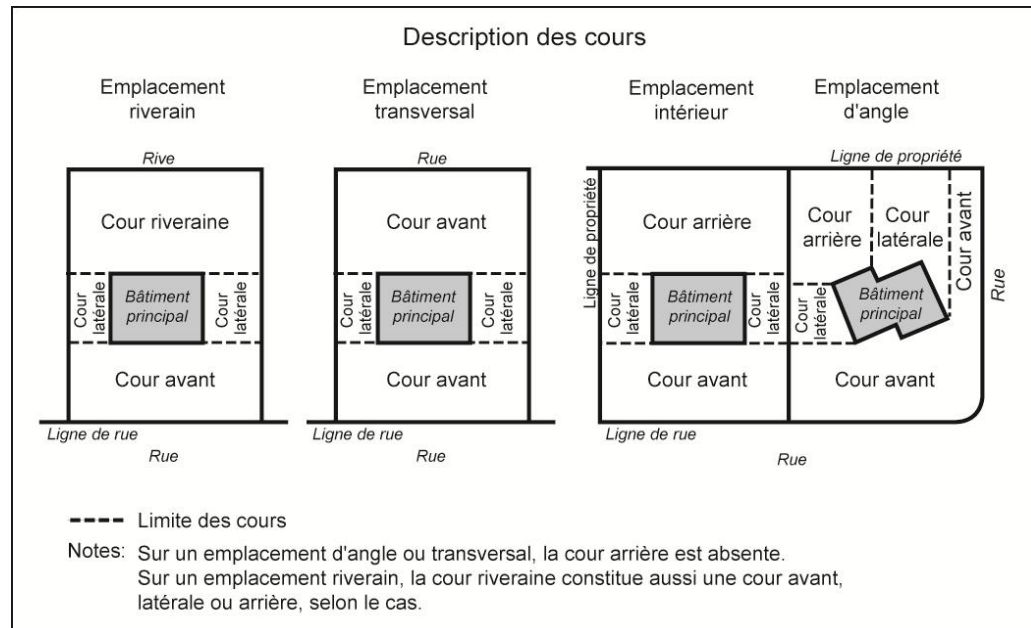 Description des cours
Emplacement
riverain
Rive
Cour riveraine
Cour
latérale
Bâtiment
principal
Cour
latérale
Cour avant
Ligne de rue
Rue
Emplacement
transversal
Rue
Cour avant
Cour
latérale
Bâtiment
principal
Cour
latérale
Cour avant
Ligne de rue
Rue
Emplacement
intérieur
Ligne de propriété
Cour arrière
Cour
latérale
Bâtiment
principal
Cour
latérale
Cour avant
Ligne de rue
Emplacement
d'angle
Ligne de propriété
Cour
arrière
Cour
latérale
Cour avant
Rue
Cour
latérale
Bâtiment
principal
Cour avant
Rue
Limite des cours
Notes: Sur un emplacement d'angle ou transversal, la cour arrière est absente.
Sur un emplacement riverain, la cour riveraine constitue aussi une cour avant,
latérale ou arrière, selon le cas.